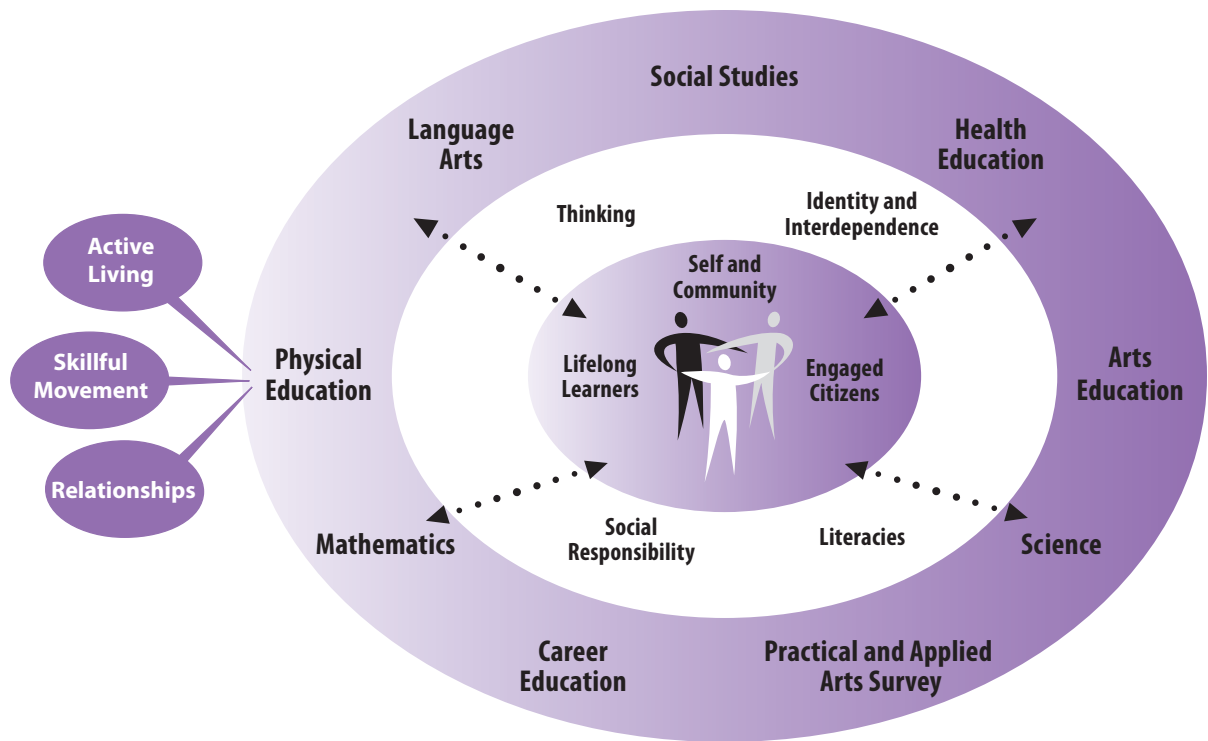 Social Studies
Language
Arts
Health
Education
Thinking
Identity and
Interdependence
Active
Living
Self and
Community
Skillful
Movement
Physical
Education
Lifelong
Learners
Engaged
Citizens
Arts
Education
Relationships
Mathematics
Social
Responsibility
Literacies
Science
Career
Education
Practical and Applied
Arts Survey